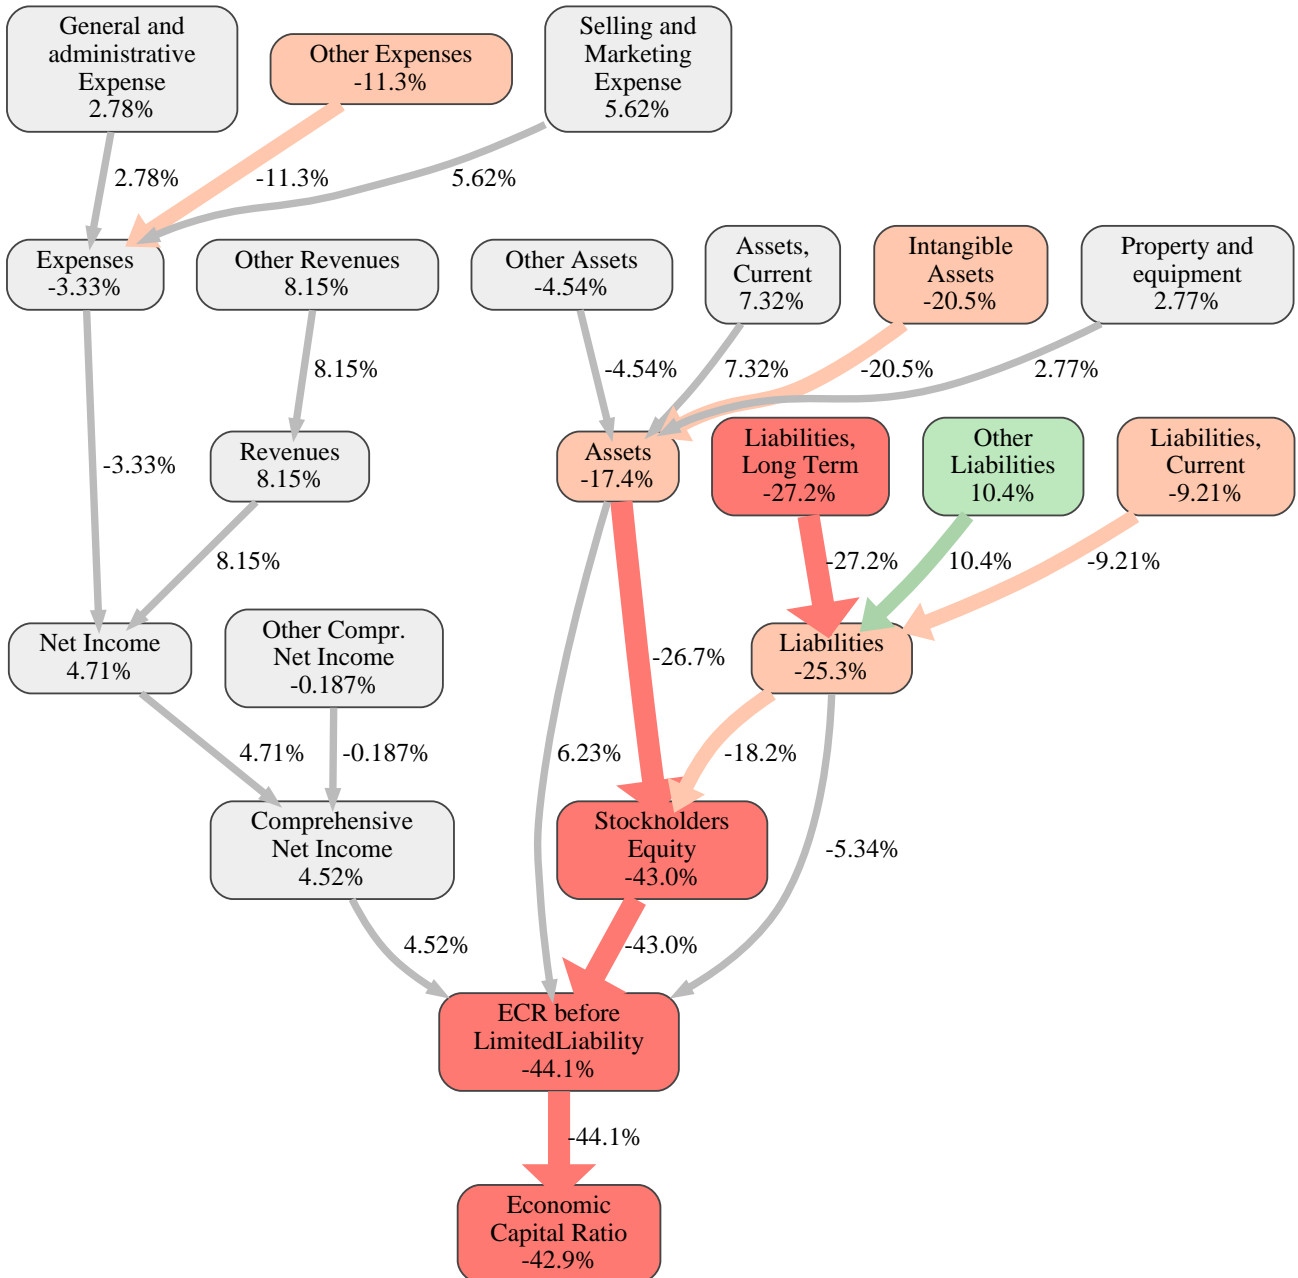 General and
administrative
Expense
2.78%
Other Expenses
-11.3%
Selling and
Marketing
Expense
5.62%
2.78%
-11.3%
5.62%
Expenses
-3.33%
Other Revenues
8.15%
Other Assets
-4.54%
Assets,
Current
7.32%
Intangible
Assets
-20.5%
Property and
equipment
2.77%
8.15%
-4.54%
7.32%
-20.5%
2.77%
-3.33%
Revenues
8.15%
Assets
-17.4%
Liabilities,
Long Term
-27.2%
Other
Liabilities
10.4%
Liabilities,
Current
-9.21%
8.15%
-27.2%
10.4%
-9.21%
Net Income
4.71%
Other Compr.
Net Income
-0.187%
-26.7%
Liabilities
-25.3%
4.71%
-0.187%
6.23%
-18.2%
Comprehensive
Net Income
4.52%
Stockholders
Equity
-43.0%
-5.34%
4.52%
-43.0%
ECR before
LimitedLiability
-44.1%
-44.1%
Economic
Capital Ratio
-42.9%